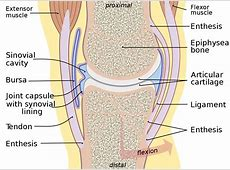 proximal
Extensor
muscle
Flexor
muscle
Enthesis
Epiphyseal
bone
Synovial
cavity
Bursa
Joint capsule
with synovial
lining
Tendon
Enthesis
Articular
cartilage
Ligament
Enthesis
flexion
distal